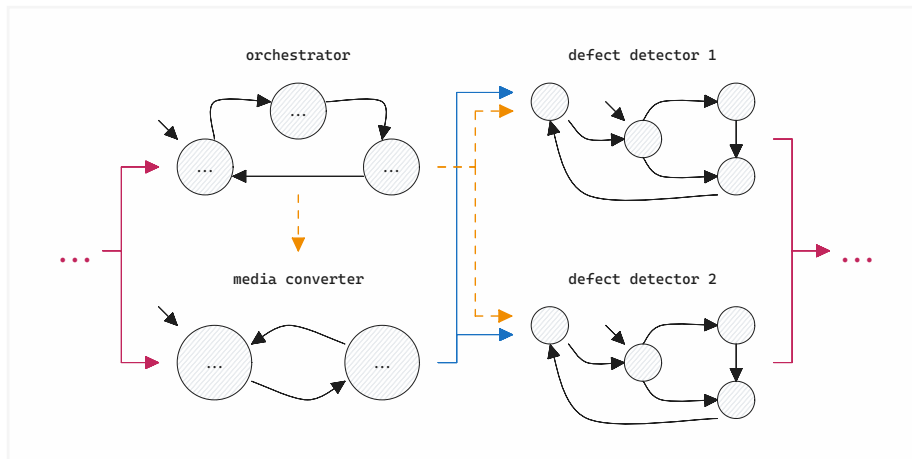 orchestrator
defect detector 1
...
...
...
...
...
media converter
defect detector 2
...
...